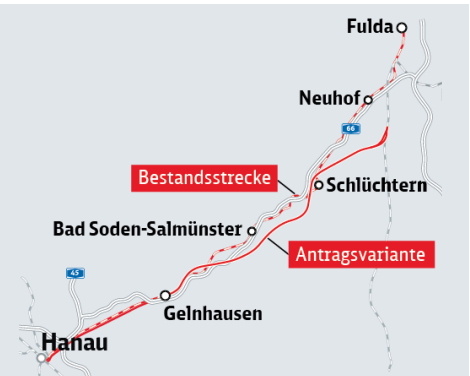 Fulda
Neuhof
66
Bestandsstrecke
Schlüchtern
Bad Soden-Salmünster
Antragsvariante
45
Gelnhausen
Hanau